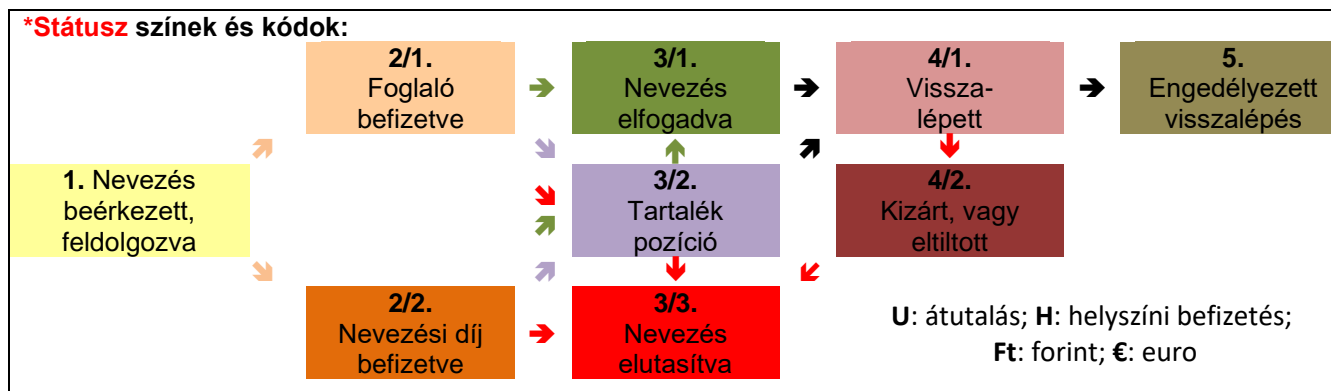 *Státusz színek és kódok:
2/1.
Foglaló
befizetve
3/1.
Nevezés
elfogadva
4/1.
Vissza-
lépett
5.
Engedélyezett
visszalépés
1. Nevezés
beérkezett,
feldolgozva
3/2.
Tartalék
pozíció
4/2.
Kizárt, vagy
eltiltott
2/2.
Nevezési díj
befizetve
3/3.
Nevezés
elutasítva
U: átutalás; H: helyszíni befizetés;
Ft: forint; €: euro